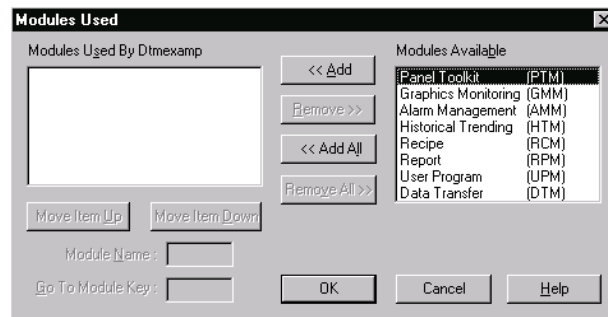 Modules Used
Modules Used By Dtmexamp
<< Add
Remove >>
<< Add All
Remove All >>
Modules Available
Panel Toolkit (PTM)
Graphics Monitoring (GMM)
Alarm Management (AMM)
Historical Trending (HTM)
Recipe (RCM)
Report (RPM)
User Program (UPM)
Data Transfer (DTM)
Move Item Up
Move Item Down
Module Name :
Go To Module Key :
OK
Cancel
Help